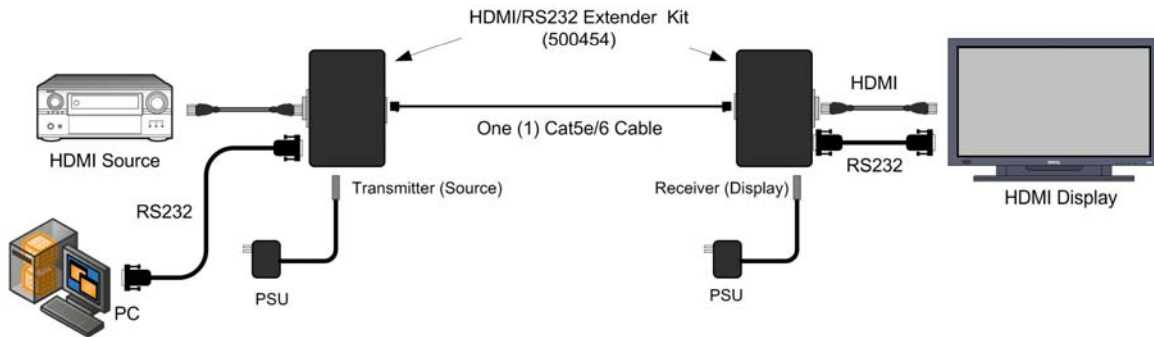 HDMI/RS232 Extender Kit
(500454)
HDMI
One (1) Cat5e/6 Cable
HDMI Source
RS232
HDMI Display
Transmitter (Source)
Receiver (Display)
RS232
PC
PSU
PSU